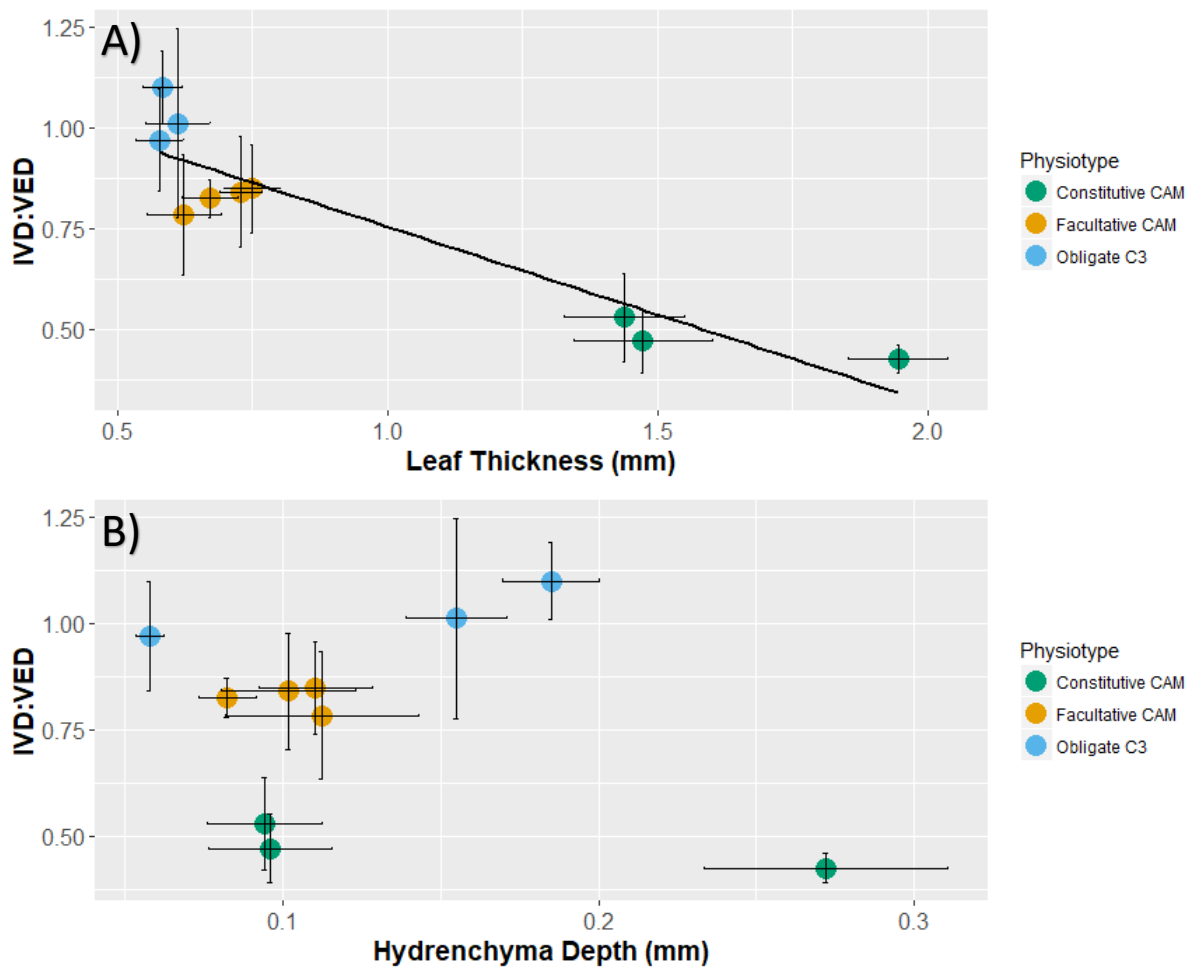 A)
1.25
1.00
0.75
0.50
IVD:VED
0.5 1.0 1.5 2.0
Leaf Thickness (mm)
Physiotype
Constitutive CAM
Facultative CAM
Obligate C3
B)
1.25
1.00
0.75
0.50
IVD:VED
0.1 0.2 0.3
Hydrenchyma Depth (mm)
Physiotype
Constitutive CAM
Facultative CAM
Obligate C3